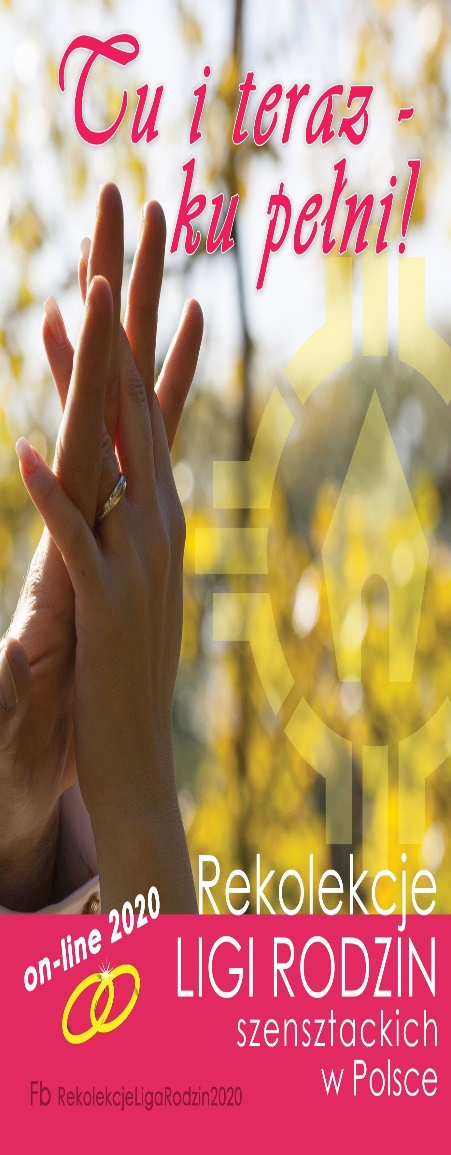 Tu i teraz -
ku pełni!
Rekolekcje
on-line 2020
LIGI RODZIN
szensztackich
w Polsce
Fb RekolekcjeLigaRodzin2020